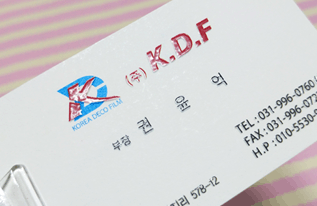 (주) K.D.F
KOREA DECO FILM
부장 권 윤 억
TEL : 031-996-0760
FAX : 031-996-072
H.P : 010-5530-
578-12